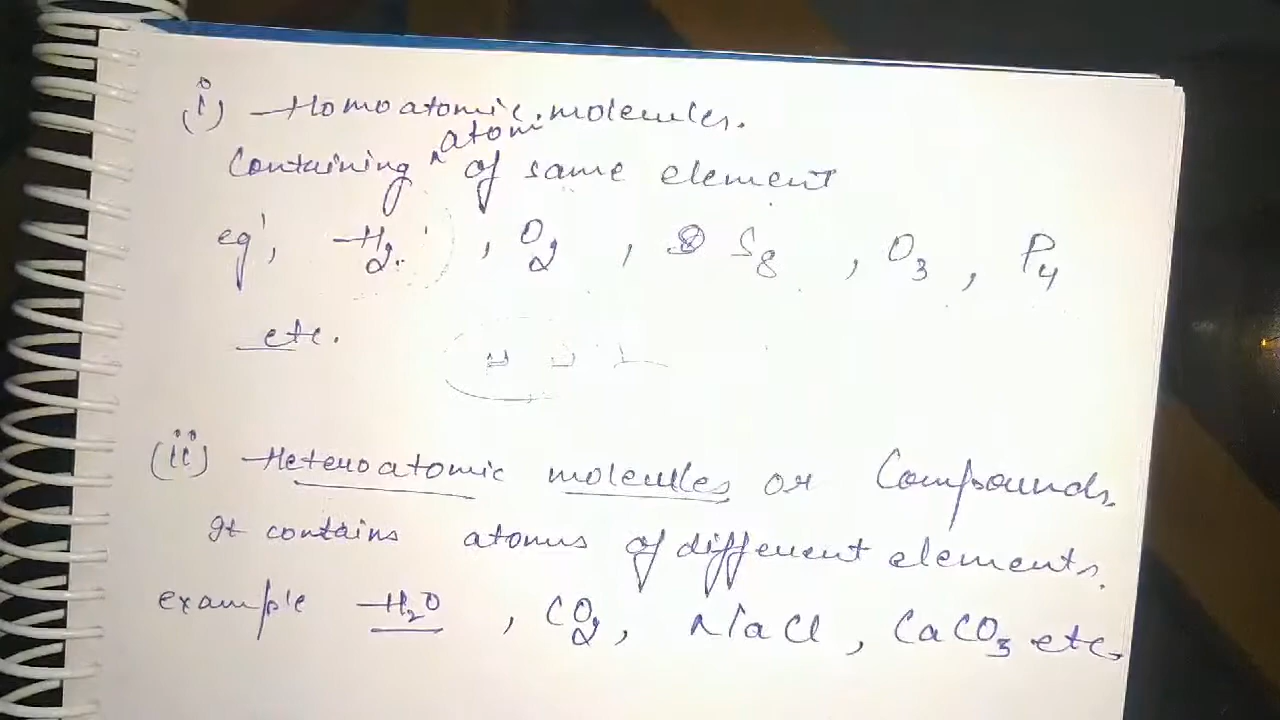 (i) Homoatomic molecules.
Containing atom of same element
eg', H2, O2, S8, O3, P4
etc.
(ii) Heteroatomic molecules or Compounds.
It contains atoms of different elements.
example H2O, CO2, NaCl, CaCO3 etc.